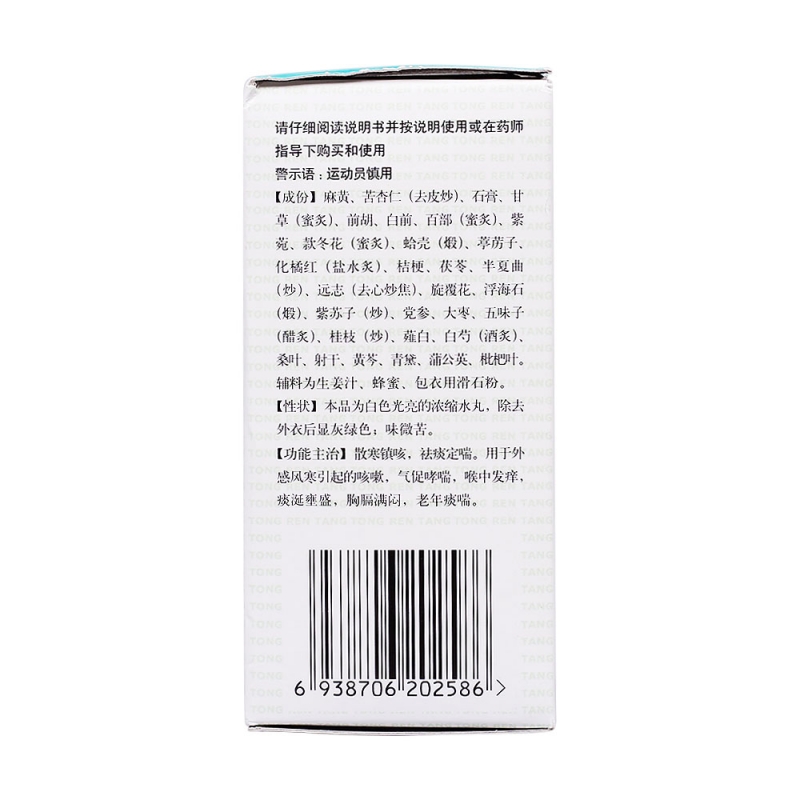 请仔细阅读说明书并按说明使用或在药师
指导下购买和使用
警示语：运动员慎用
【成份】麻黄、苦杏仁（去皮炒）、石膏、甘
草（蜜炙）、前胡、白前、百部（蜜炙）、紫
菀、款冬花（蜜炙）、蛤壳（煅）、葶苈子、
化橘红（盐水炙）、桔梗、茯苓、半夏曲
（炒）、远志（去心炒焦）、旋覆花、浮海石
（煅）、紫苏子（炒）、党参、大枣、五味子
（醋炙）、桂枝（炒）、薤白、白芍（酒炙）、
桑叶、射干、黄芩、青黛、蒲公英、枇杷叶。
辅料为生姜汁、蜂蜜、包衣用滑石粉。
【性状】本品为白色光亮的浓缩水丸，除去
外衣后显灰绿色；味微苦。
【功能主治】散寒镇咳，祛痰定喘。用于外
感风寒引起的咳嗽，气促哮喘，喉中发痒，
痰涎壅盛，胸膈满闷，老年痰喘。
TONG REN TANG TONG REN TANG TONG REN TANG
6 938706 202586 >